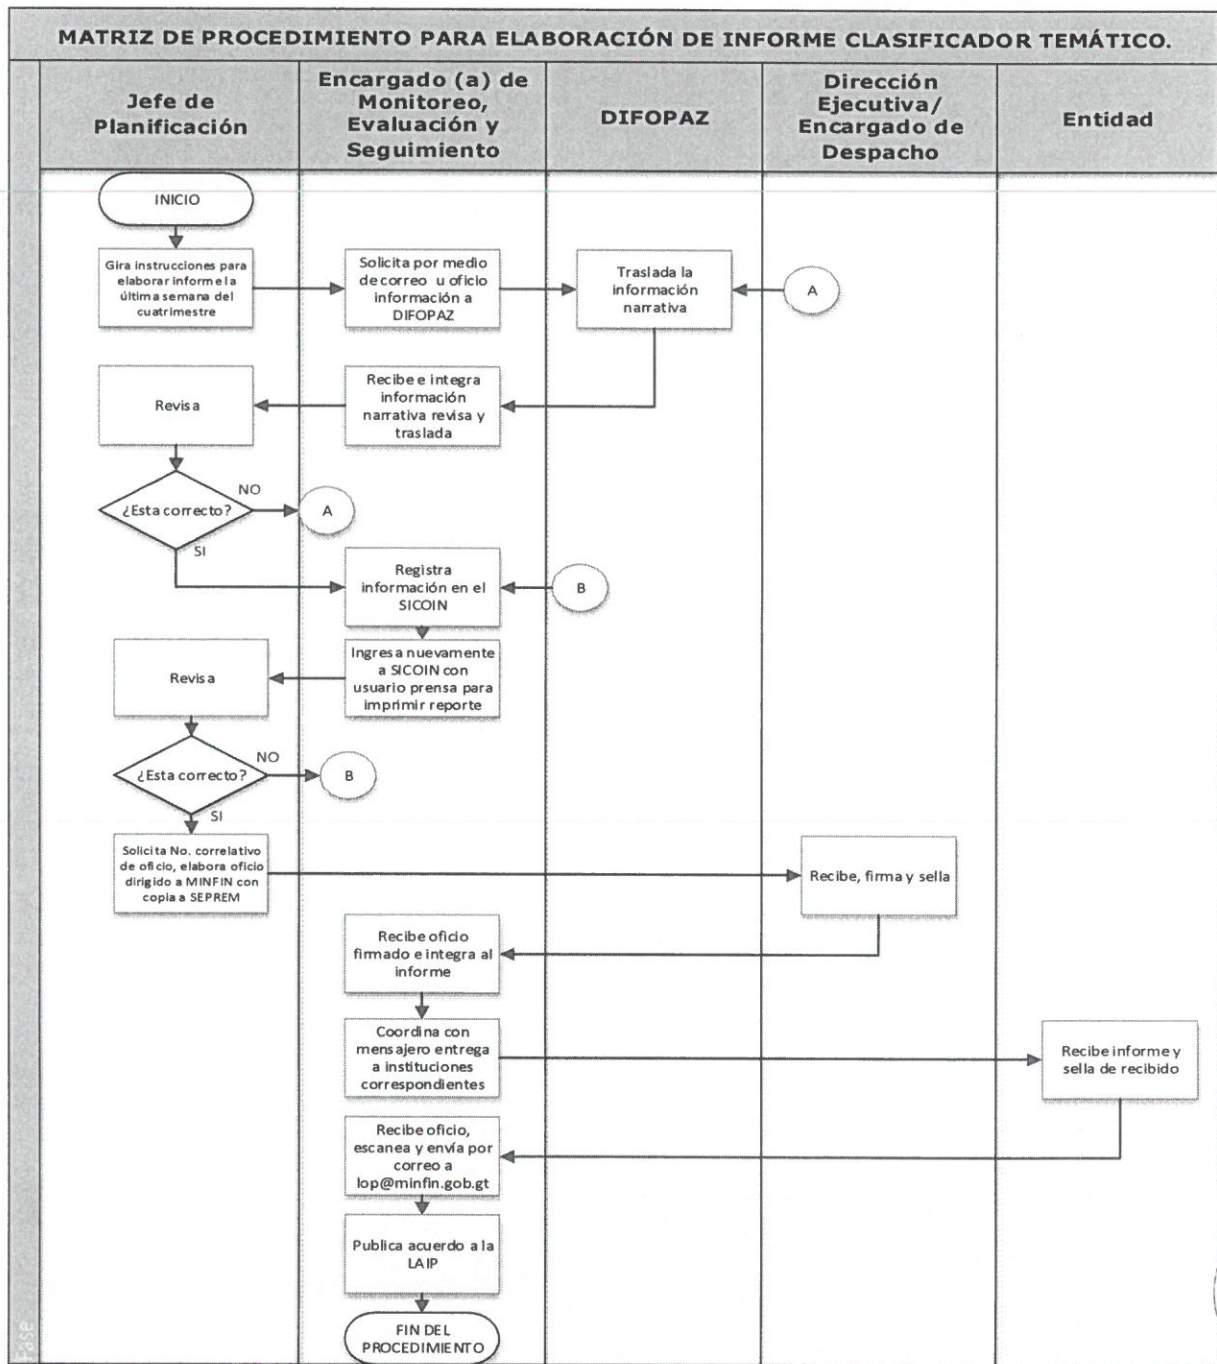 MATRIZ DE PROCEDIMIENTO PARA ELABORACIÓN DE INFORME CLASIFICADOR TEMÁTICO.
Jefe de
Planificación
Encargado (a) de
Monitoreo,
Evaluación y
Seguimiento
DIFOPAZ
Dirección
Ejecutiva/
Encargado de
Despacho
Entidad
INICIO
Gira instrucciones para
elaborar informe la
última semana del
cuatrimestre
Solicita por medio
de correo u oficio
información a
DIFOPAZ
Traslada la
información
narrativa
A
Revisa
Recibe e integra
información
narrativa revisa y
traslada
¿Esta correcto?
NO
A
SI
Registra
información en el
SICOIN
B
Revisa
Ingresa nuevamente
a SICOIN con
usuario prensa para
imprimir reporte
¿Esta correcto?
NO
B
SI
Solicita No. correlativo
de oficio, elabora oficio
dirigido a MINFIN con
copia a SEPREM
Recibe, firma y sella
Recibe oficio
firmado e integra al
informe
Coordina con
mensajero entrega
a instituciones
correspondientes
Recibe informe y
sella de recibido
Recibe oficio,
escanea y envía por
correo a
lop@minfin.gob.gt
Publica acuerdo a la
LAIP
FIN DEL
PROCEDIMIENTO
Fase